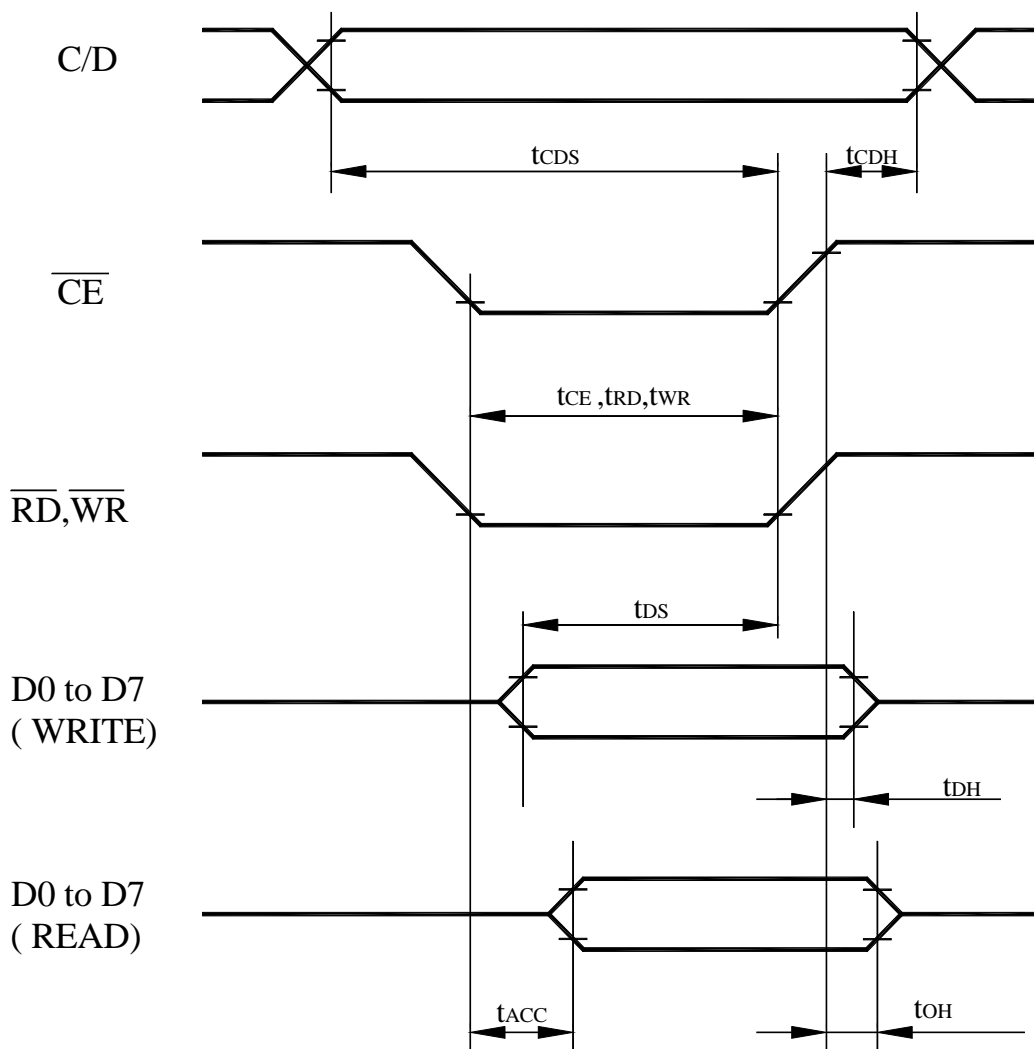 C/D
tCDS
tCDH
CE
tCE ,tRD,tWR
RD,WR
tDS
D0 to D7
( WRITE)
tDH
D0 to D7
( READ)
tACC
tOH